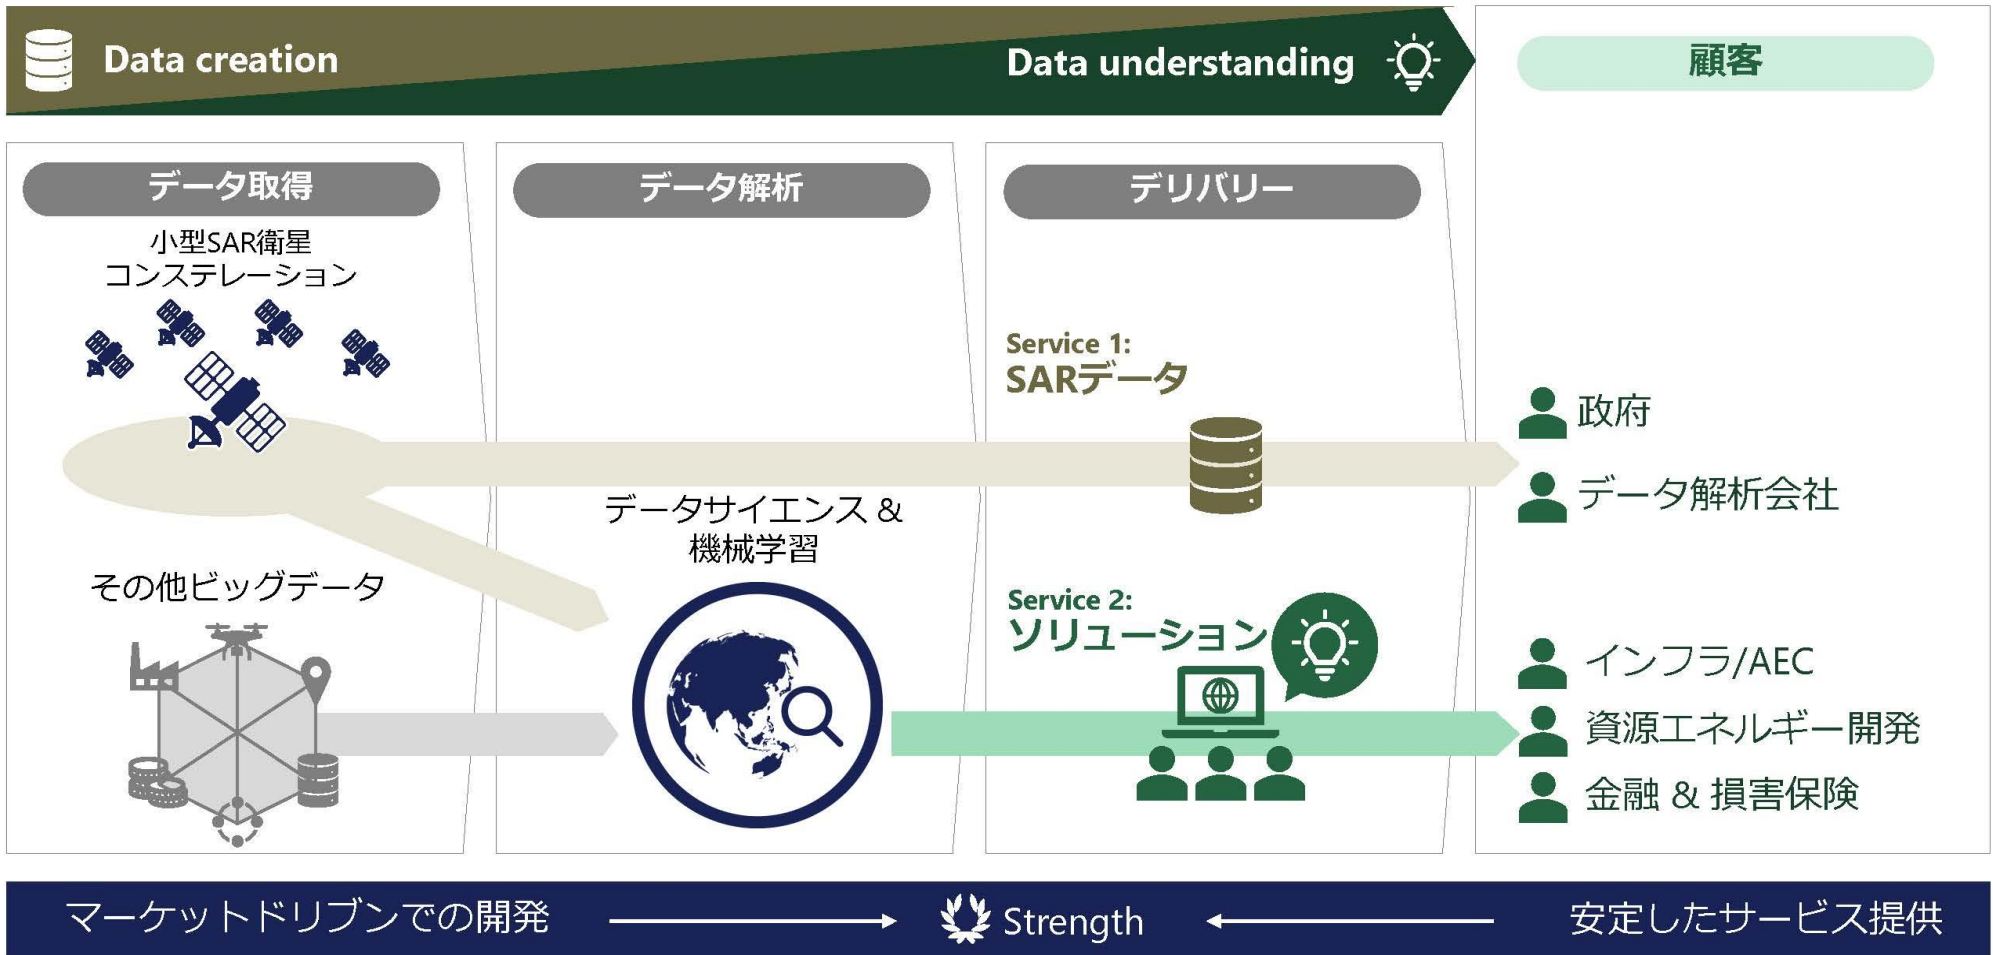 Data creation
Data understanding
顧客
データ取得
データ解析
デリバリー
小型SAR衛星
コンステレーション
Service 1:
SARデータ
政府
データ解析会社
データサイエンス &
機械学習
その他ビッグデータ
Service 2:
ソリューション
インフラ/AEC
資源エネルギー開発
金融 & 損害保険
マーケットドリブンでの開発
Strength
安定したサービス提供